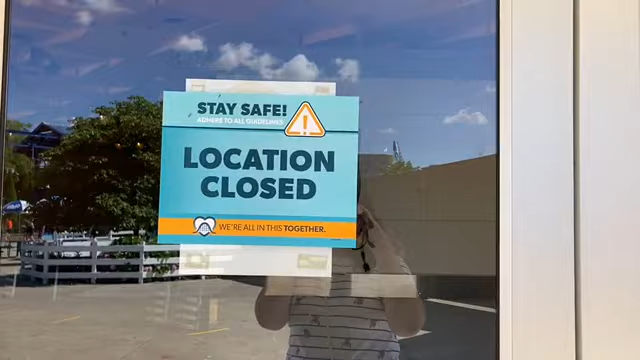 STAY SAFE!
ADHERE TO ALL GUIDELINES
LOCATION
CLOSED
WE'RE ALL IN THIS TOGETHER.